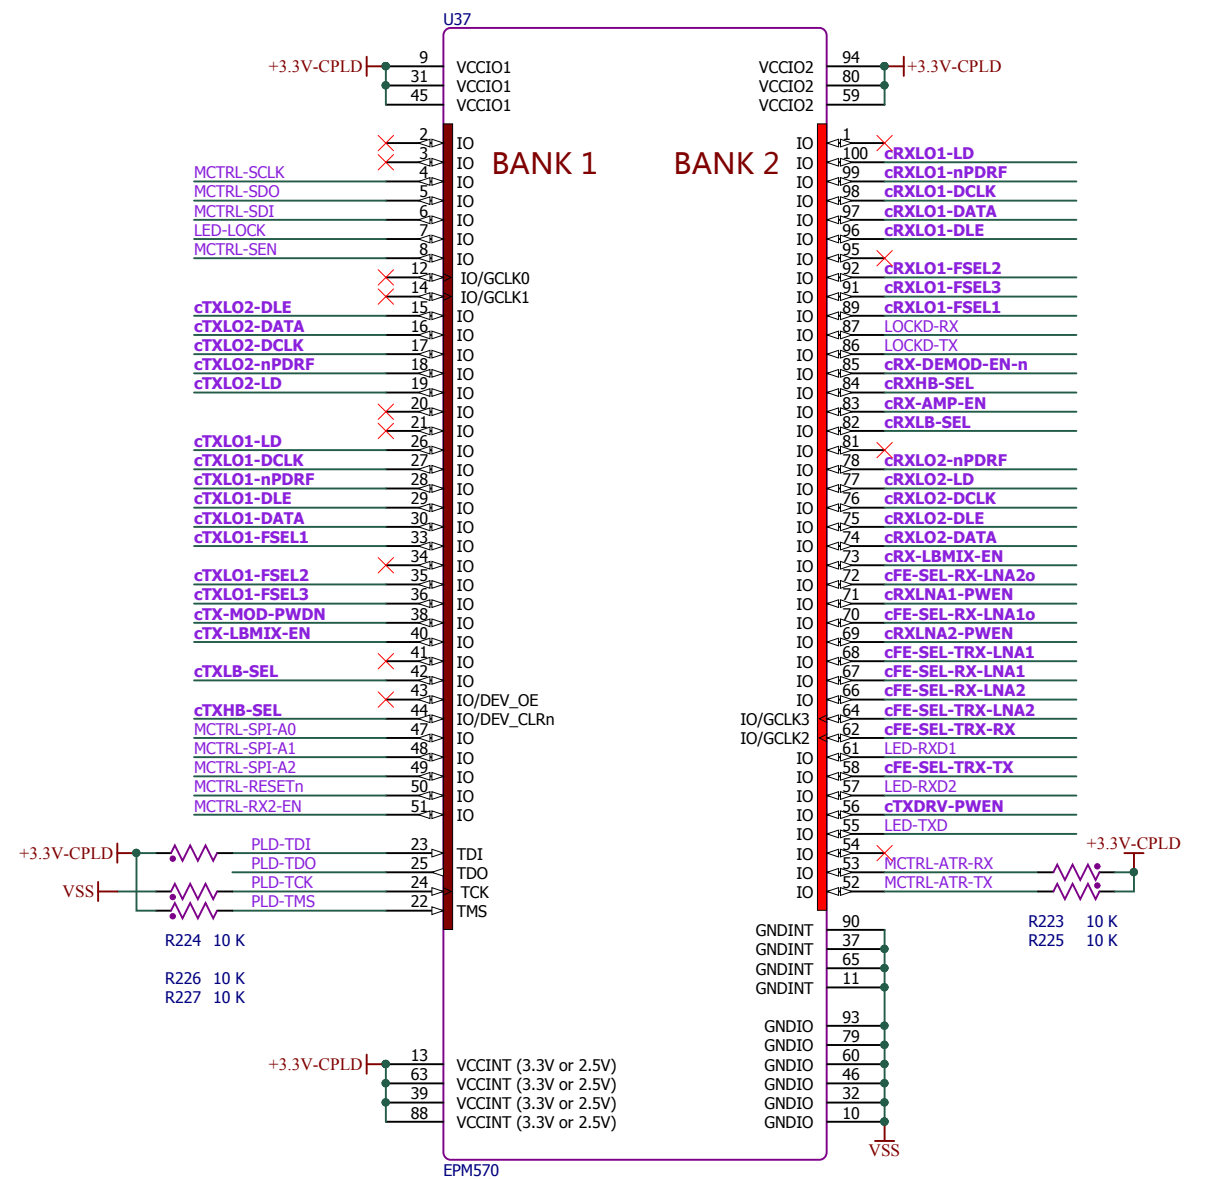 U37
+3.3V-CPLD 9 VCCIO1 VCCIO2 94 +3.3V-CPLD
31 VCCIO1 VCCIO2 80
45 VCCIO1 VCCIO2 59
BANK 1 BANK 2
2 IO IO 1
3 IO IO 100 cRXLO1-LD
MCTRL-SCLK 4 IO IO 99 cRXLO1-nPDRF
MCTRL-SDO 5 IO IO 98 cRXLO1-DCLK
MCTRL-SDI 6 IO IO 97 cRXLO1-DATA
LED-LOCK 7 IO IO 96 cRXLO1-DLE
MCTRL-SEN 8 IO IO 95
12 IO/GCLK0 IO 92 cRXLO1-FSEL2
14 IO/GCLK1 IO 91 cRXLO1-FSEL3
cTXLO2-DLE 15 IO IO 89 cRXLO1-FSEL1
cTXLO2-DATA 16 IO IO 87 LOCKD-RX
cTXLO2-DCLK 17 IO IO 86 LOCKD-TX
cTXLO2-nPDRF 18 IO IO 85 cRX-DEMOD-EN-n
cTXLO2-LD 19 IO IO 84 cRXHB-SEL
20 IO IO 83 cRX-AMP-EN
21 IO IO 82 cRXLB-SEL
cTXLO1-LD 26 IO IO 81
cTXLO1-DCLK 27 IO IO 78 cRXLO2-nPDRF
cTXLO1-nPDRF 28 IO IO 77 cRXLO2-LD
cTXLO1-DLE 29 IO IO 76 cRXLO2-DCLK
cTXLO1-DATA 30 IO IO 75 cRXLO2-DLE
cTXLO1-FSEL1 33 IO IO 74 cRXLO2-DATA
34 IO IO 73 cRX-LBMIX-EN
cTXLO1-FSEL2 35 IO IO 72 cFE-SEL-RX-LNA2o
cTXLO1-FSEL3 36 IO IO 71 cRXLNA1-PWEN
cTX-MOD-PWDN 38 IO IO 70 cFE-SEL-RX-LNA1o
cTX-LBMIX-EN 40 IO IO 69 cRXLNA2-PWEN
41 IO IO 68 cFE-SEL-TRX-LNA1
cTXLB-SEL 42 IO IO 67 cFE-SEL-RX-LNA1
43 IO/DEV_OE IO 66 cFE-SEL-RX-LNA2
cTXHB-SEL 44 IO/DEV_CLRn IO/GCLK3 64 cFE-SEL-TRX-LNA2
MCTRL-SPI-A0 47 IO IO/GCLK2 62 cFE-SEL-TRX-RX
MCTRL-SPI-A1 48 IO IO 61 LED-RXD1
MCTRL-SPI-A2 49 IO IO 58 cFE-SEL-TRX-TX
MCTRL-RESETn 50 IO IO 57 LED-RXD2
MCTRL-RX2-EN 51 IO IO 56 cTXDRV-PWEN
IO 55 LED-TXD
+3.3V-CPLD PLD-TDI 23 TDI IO 54 +3.3V-CPLD
PLD-TDO 25 TDO IO 53 MCTRL-ATR-RX
VSS PLD-TCK 24 TCK IO 52 MCTRL-ATR-TX
PLD-TMS 22 TMS
R224 10 K
R226 10 K
R227 10 K
R223 10 K
R225 10 K
GNDINT 90
GNDINT 37
GNDINT 65
GNDINT 11
GNDIO 93
GNDIO 79
+3.3V-CPLD 13 VCCINT (3.3V or 2.5V) GNDIO 60
63 VCCINT (3.3V or 2.5V) GNDIO 46
39 VCCINT (3.3V or 2.5V) GNDIO 32
88 VCCINT (3.3V or 2.5V) GNDIO 10
VSS
EPM570